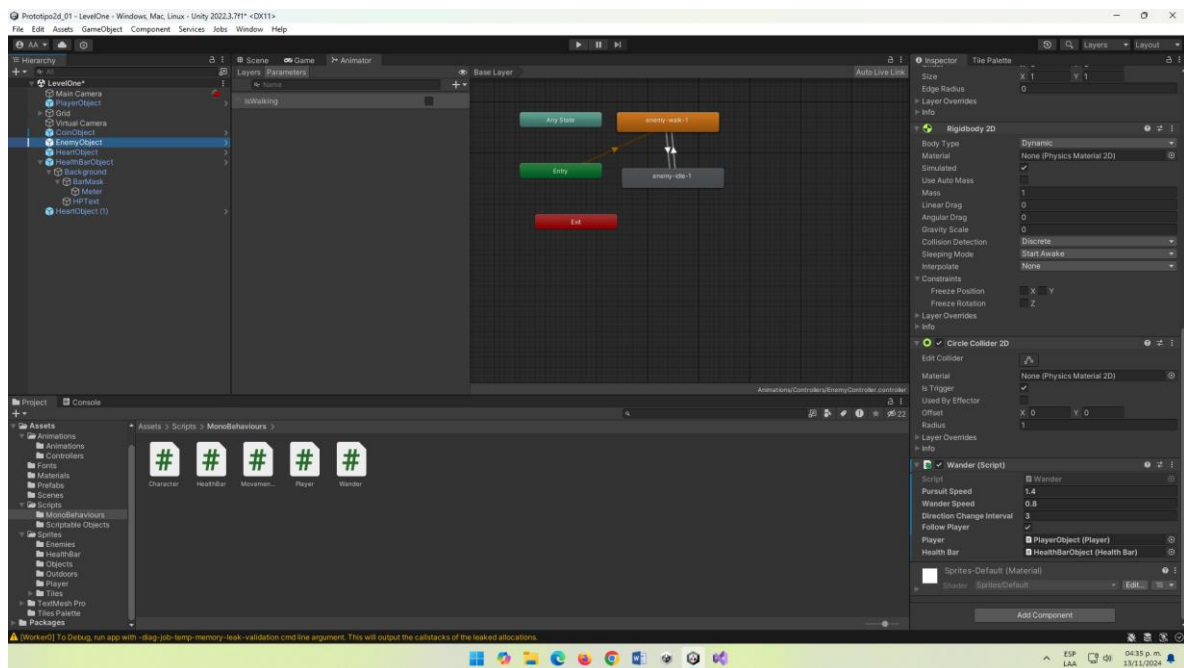 Prototipo2d_01 - LevelOne - Windows, Mac, Linux - Unity 2022.3.7f1* <DX11>
File Edit Assets GameObject Component Services Jobs Window Help
AA
Layers
Layout
Hierarchy
All
LevelOne*
Main Camera
PlayerObject
Grid
Virtual Camera
CoinObject
EnemyObject
HeartObject
HealthBarObject
Background
BarMask
Meter
HPText
HeartObject (1)
Scene Game Animator
Layers Parameters
Name
IsWalking
Base Layer
Auto Live Link
Any State
enemy-walk-1
Entry
enemy-idle-1
Exit
Animations/Controllers/EnemyController.controller
Inspector Tile Palette
Size X 1 Y 1
Edge Radius 0
Layer Overrides
Info
Rigidbody 2D
Body Type Dynamic
Material None (Physics Material 2D)
Simulated
Use Auto Mass
Mass 1
Linear Drag 0
Angular Drag 0
Gravity Scale 0
Collision Detection Discrete
Sleeping Mode Start Awake
Interpolate None
Constraints
Freeze Position X Y
Freeze Rotation Z
Layer Overrides
Info
Circle Collider 2D
Edit Collider
Material None (Physics Material 2D)
Is Trigger
Used By Effector
Offset X 0 Y 0
Radius 1
Layer Overrides
Info
Wander (Script)
Script Wander
Pursuit Speed 1.4
Wander Speed 0.8
Direction Change Interval 3
Follow Player
Player PlayerObject (Player)
Health Bar HealthBarObject (Health Bar)
Sprites-Default (Material)
Shader Sprites/Default Edit...
Add Component
Project Console
22
Assets
Animations
Animations
Controllers
Fonts
Materials
Prefabs
Scenes
Scripts
MonoBehaviours
Scriptable Objects
Sprites
Enemies
HealthBar
Objects
Outdoors
Player
Tiles
TextMesh Pro
Tiles Palette
Packages
Assets > Scripts > MonoBehaviours >
# # # # #
Character HealthBar Movemen... Player Wander
[Worker0] To Debug, run app with -diag-job-temp-memory-leak-validation cmd line argument. This will output the callstacks of the leaked allocations.
ESP
LAA
04:35 p. m.
13/11/2024